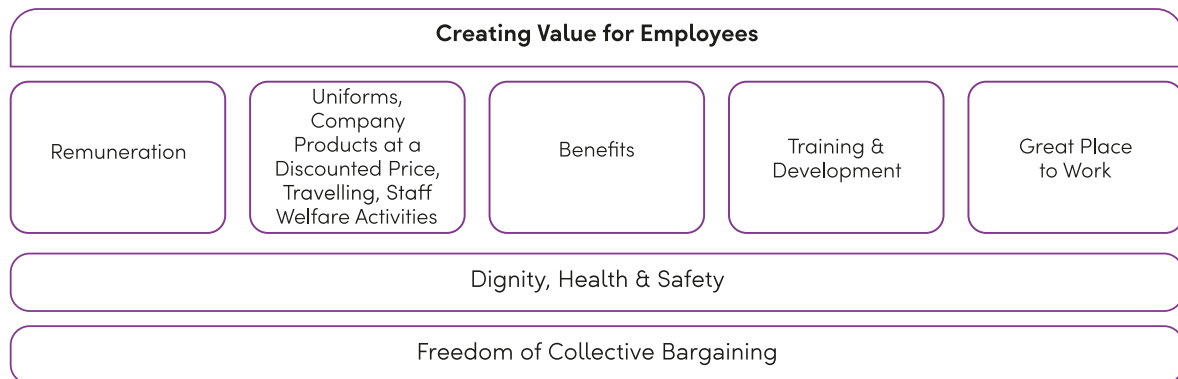 Creating Value for Employees
Remuneration
Uniforms,
Company
Products at a
Discounted Price,
Travelling, Staff
Welfare Activities
Benefits
Training &
Development
Great Place
to Work
Dignity, Health & Safety
Freedom of Collective Bargaining